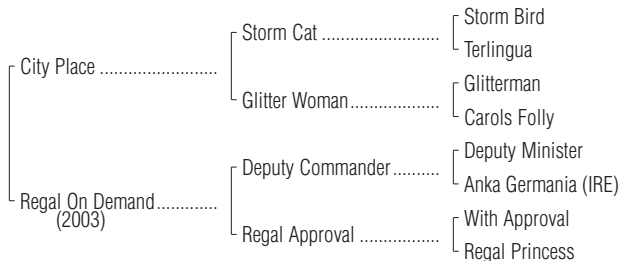 Storm Bird
Storm Cat ......................
Terlingua
City Place ......................
Glitterman
Glitter Woman..................
Carols Folly
Deputy Minister
Deputy Commander.........
Anka Germania (IRE)
Regal On Demand...........
(2003)
With Approval
Regal Approval ...............
Regal Princess